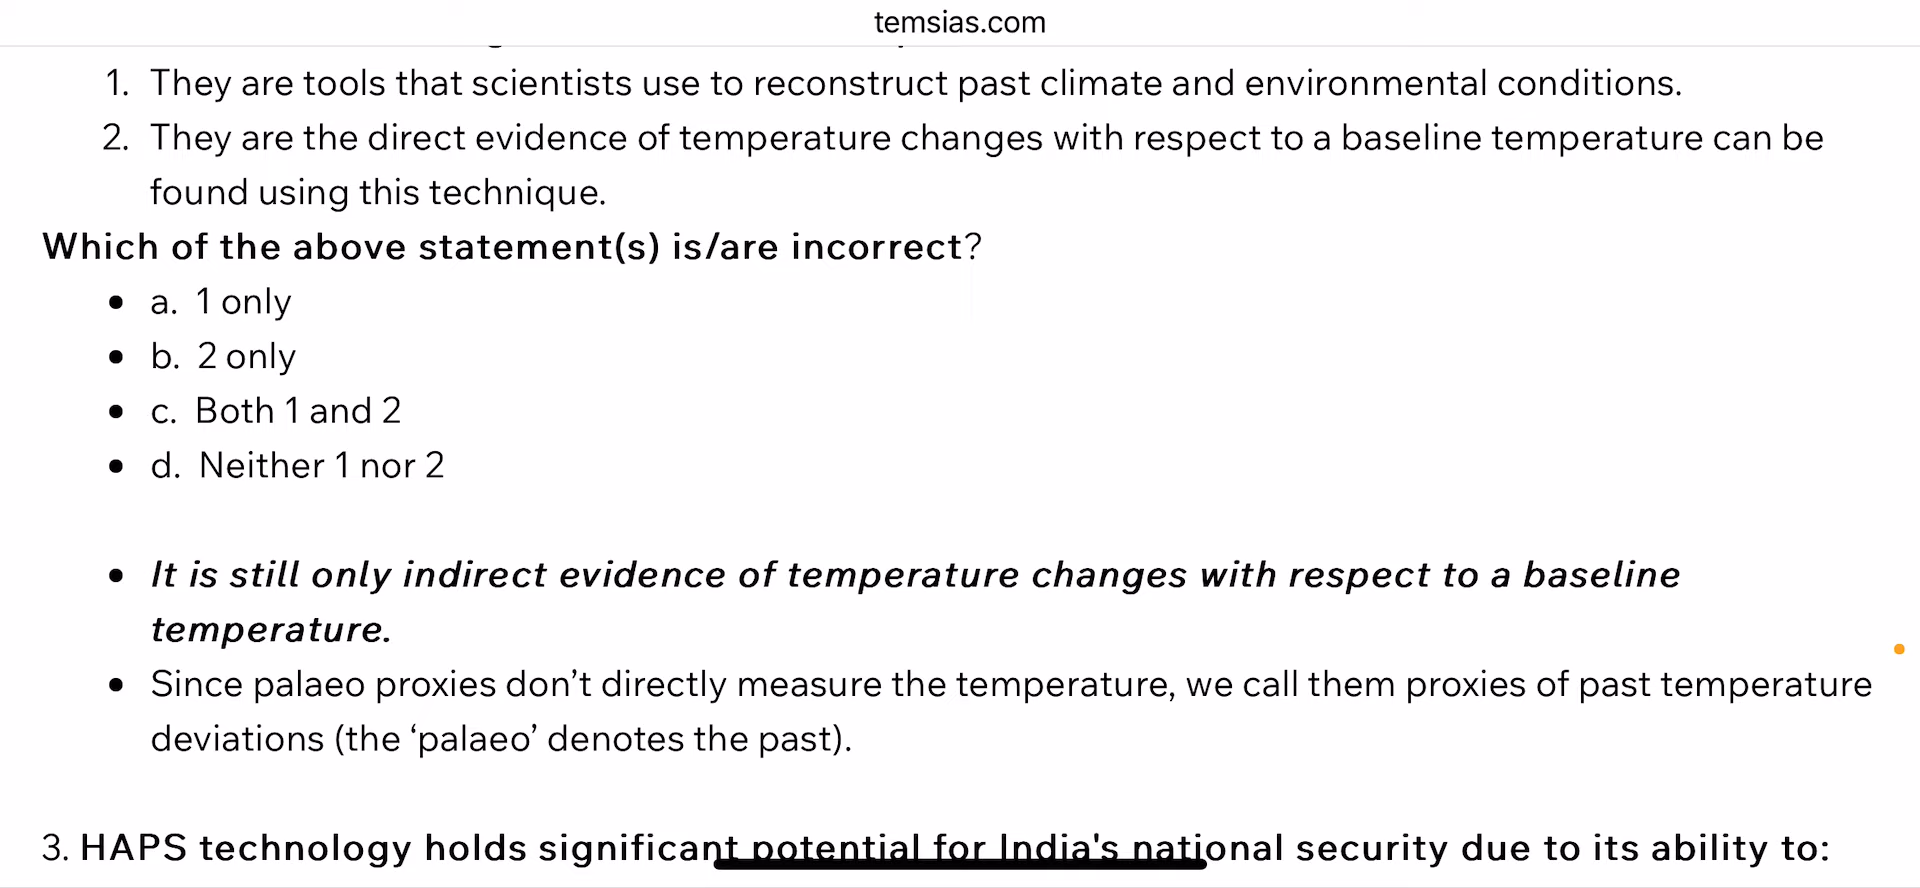 temsias.com
1. They are tools that scientists use to reconstruct past climate and environmental conditions.
2. They are the direct evidence of temperature changes with respect to a baseline temperature can be
found using this technique.
Which of the above statement(s) is/are incorrect?
• a. 1 only
• b. 2 only
• c. Both 1 and 2
• d. Neither 1 nor 2
• It is still only indirect evidence of temperature changes with respect to a baseline
temperature.
• Since palaeo proxies don’t directly measure the temperature, we call them proxies of past temperature
deviations (the ‘palaeo’ denotes the past).
3. HAPS technology holds significant potential for India's national security due to its ability to: